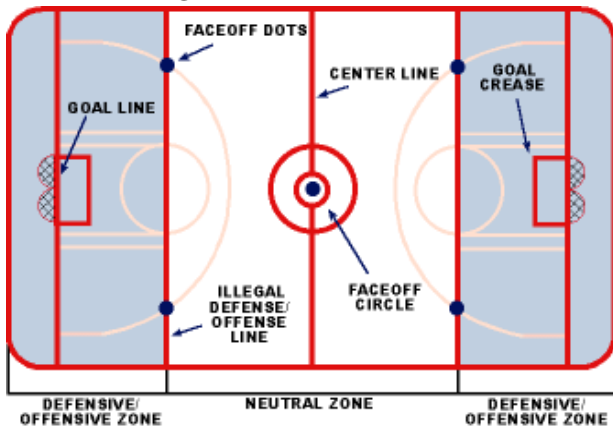 FACEOFF DOTS
CENTER LINE
GOAL
CREASE
GOAL LINE
ILLEGAL
DEFENSE/
OFFENSE
LINE
FACEOFF
CIRCLE
DEFENSIVE/
OFFENSIVE ZONE
NEUTRAL ZONE
DEFENSIVE/
OFFENSIVE ZONE